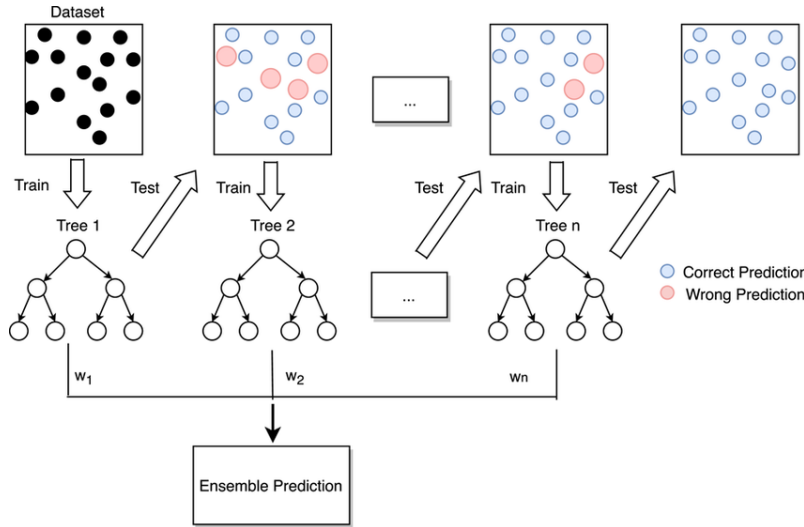 Dataset
...
Train
Test
Train
Test
Train
Test
Tree 1
Tree 2
Tree n
...
Correct Prediction
Wrong Prediction
w1
w2
wn
Ensemble Prediction